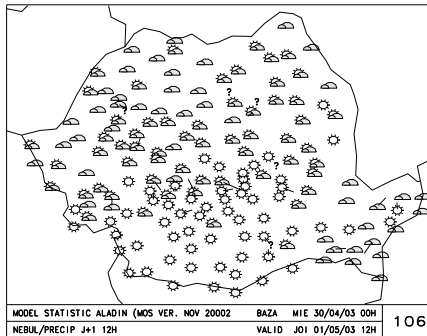 MODEL STATISTIC ALADIN (MOS VER. NOV 20002 BAZA MIE 30/04/03 00H
NEBUL/PRECIP J+1 12H VALID JOI 01/05/03 12H
106